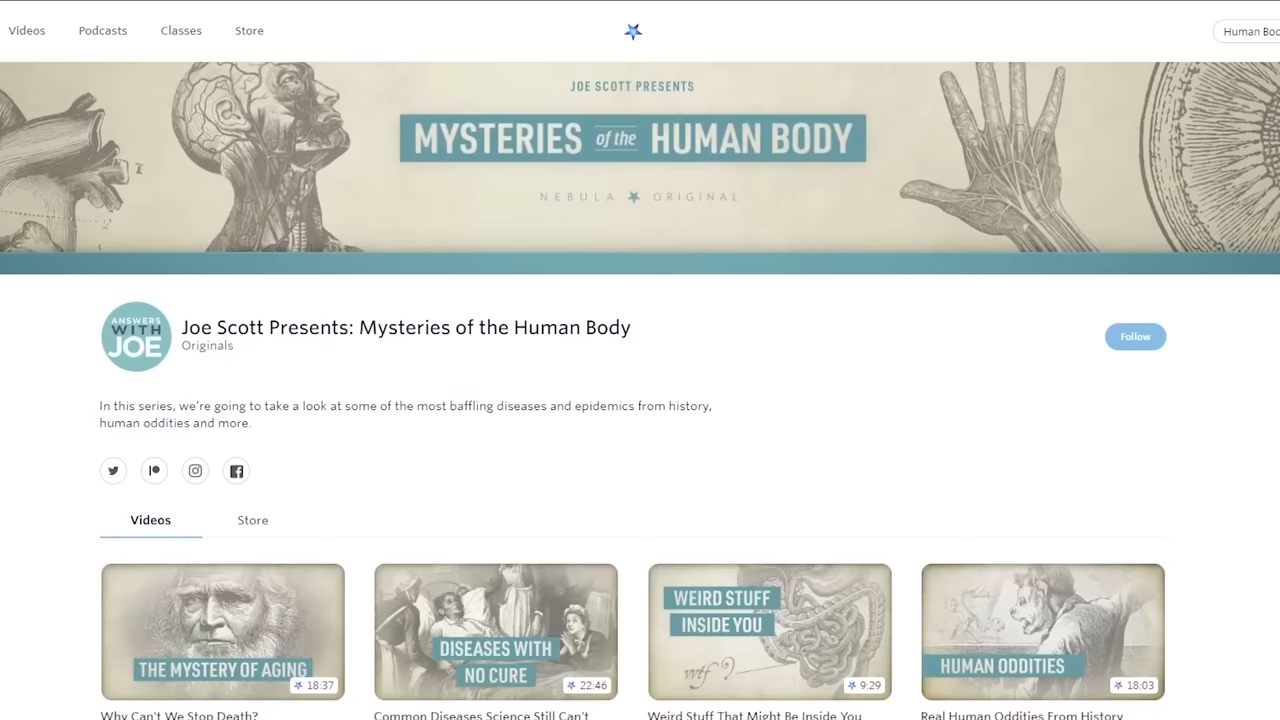 Videos Podcasts Classes Store
JOE SCOTT PRESENTS
MYSTERIES of the HUMAN BODY
NEBULA ORIGINAL
ANSWERS
WITH
JOE
Joe Scott Presents: Mysteries of the Human Body
Originals
Follow
In this series, we're going to take a look at some of the most baffling diseases and epidemics from history,
human oddities and more.
Videos Store
THE MYSTERY OF AGING
18:37
DISEASES WITH
NO CURE
22:46
WEIRD STUFF
INSIDE YOU
wtf ?
9:29
HUMAN ODDITIES
18:03
Why Can't We Stop Death?
Common Diseases Science Still Can't
Weird Stuff That Might Be Inside You
Real Human Oddities From History